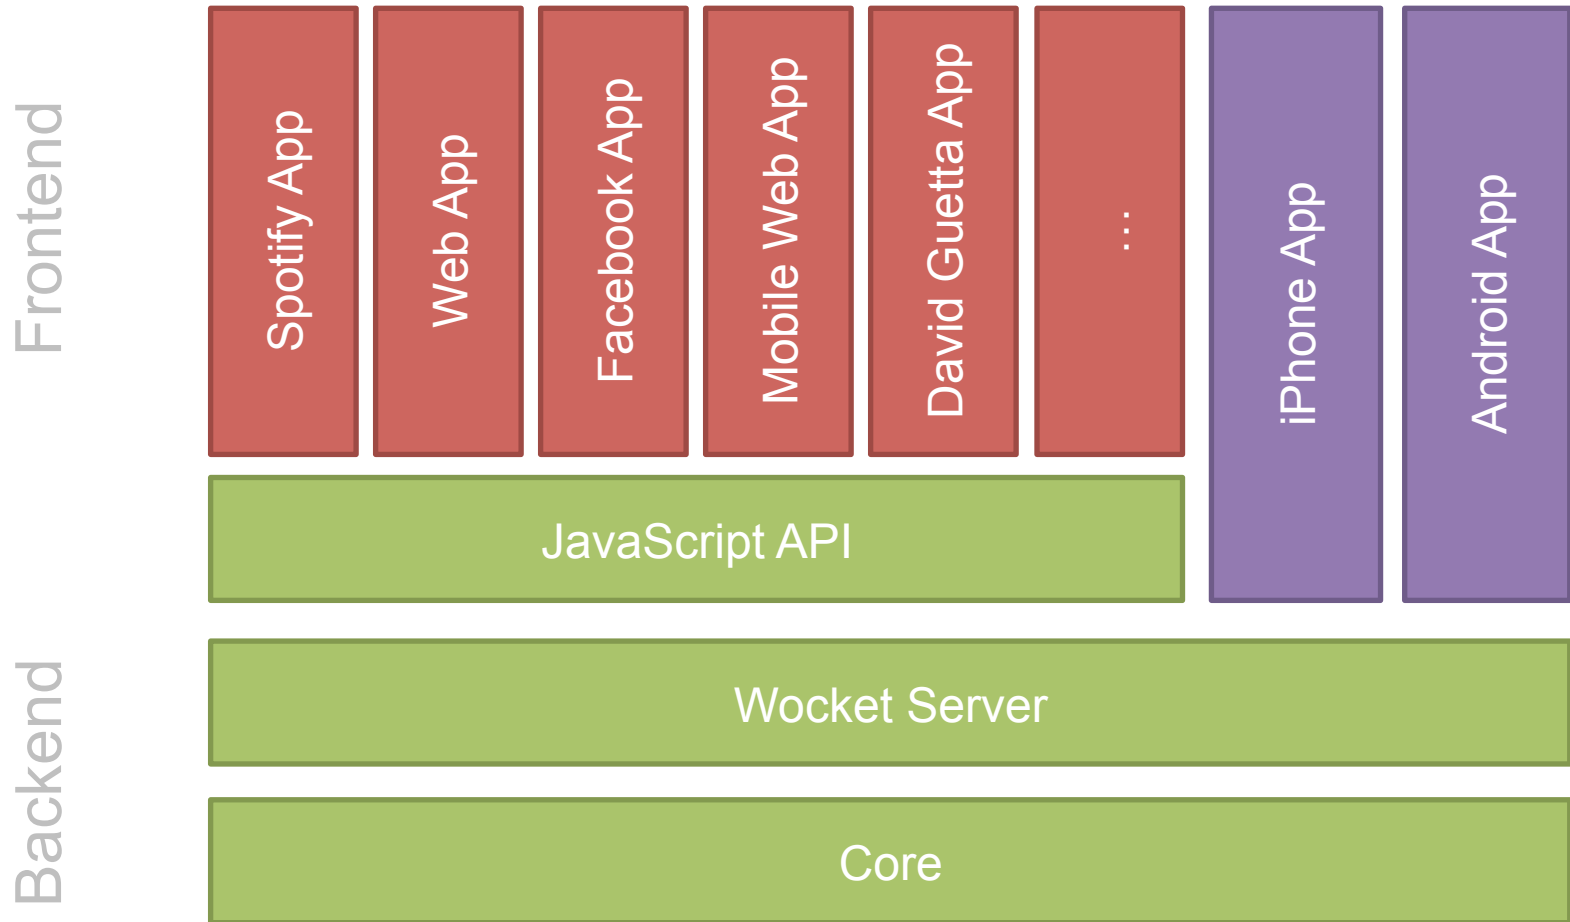 Frontend
Spotify App
Web App
Facebook App
Mobile Web App
David Guetta App
...
iPhone App
Android App
JavaScript API
Backend
Wocket Server
Core